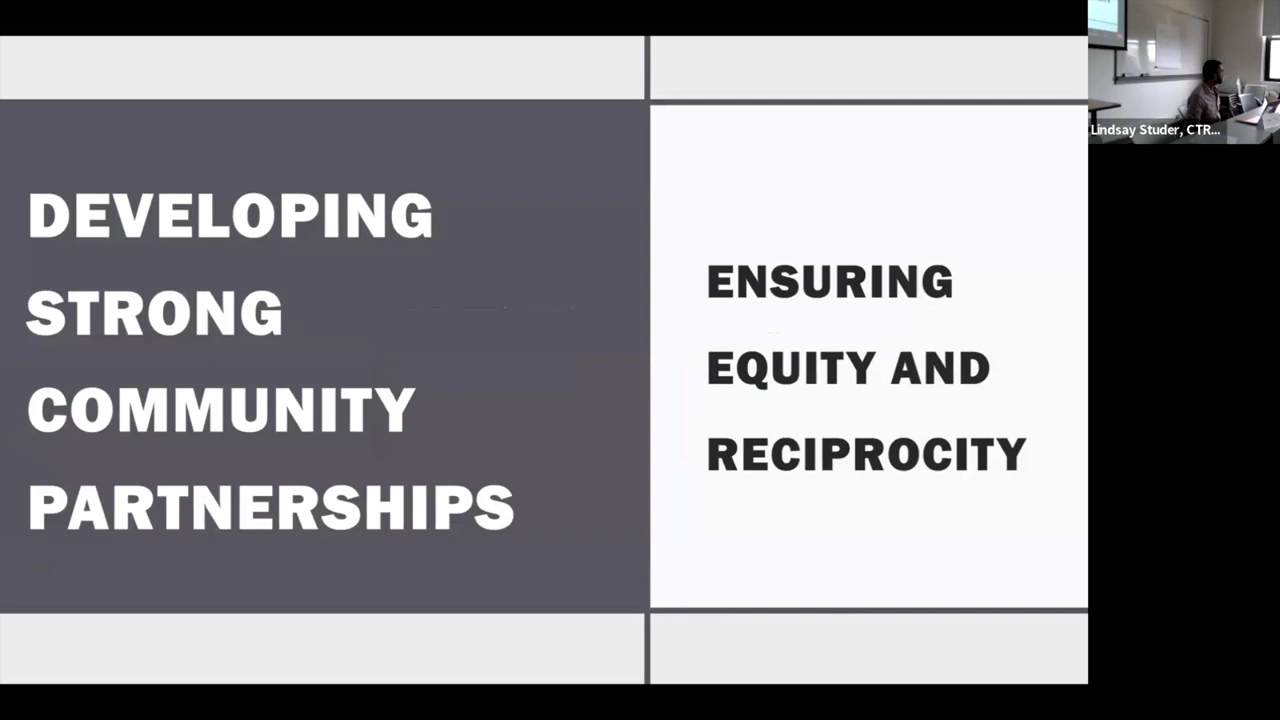 DEVELOPING
STRONG
COMMUNITY
PARTNERSHIPS
ENSURING
EQUITY AND
RECIPROCITY
Lindsay Studer, CTR...